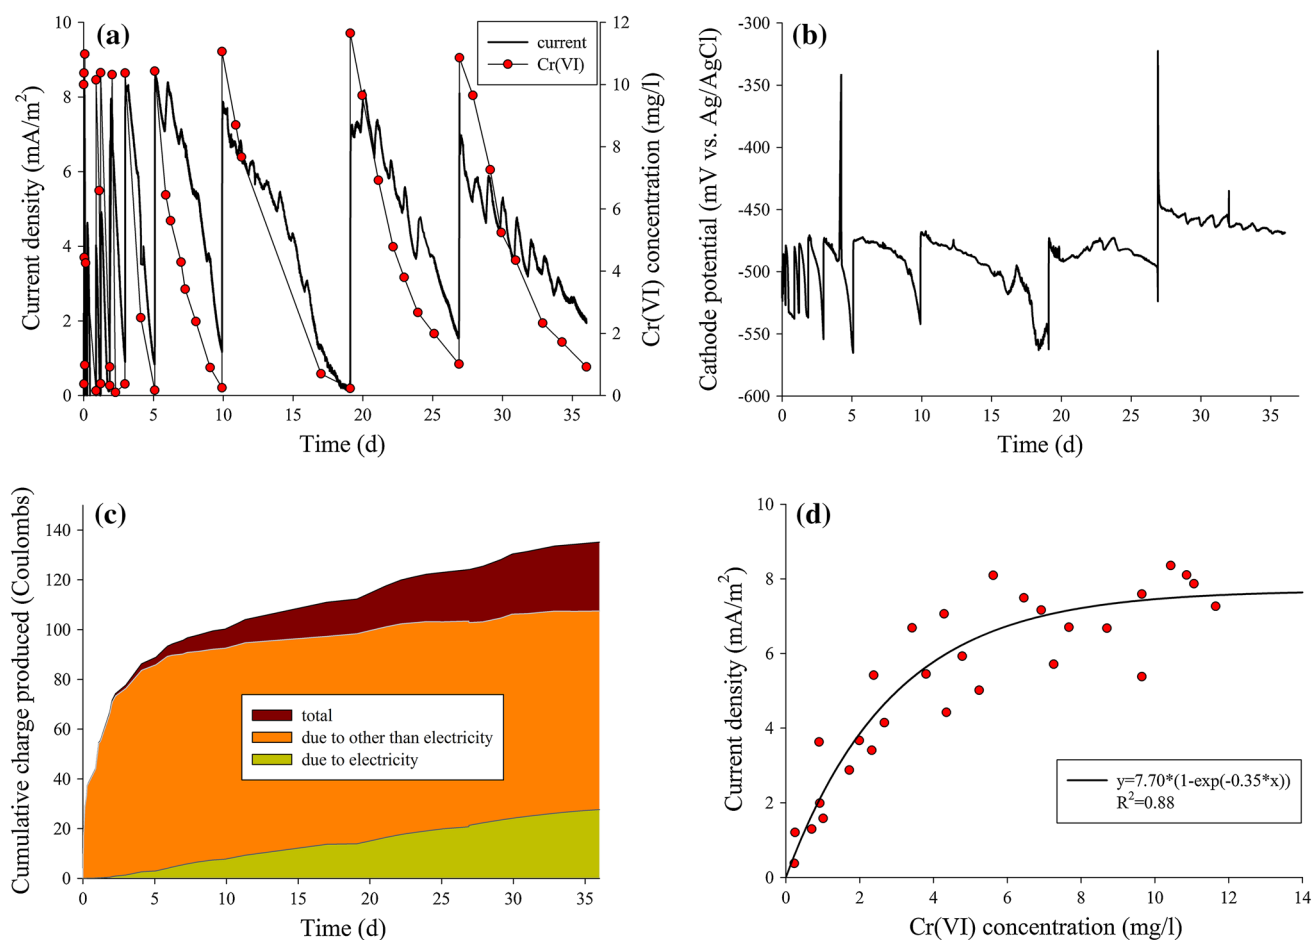 (a)
current
Cr(VI)
Current density (mA/m²)
Cr(VI) concentration (mg/l)
10
8
6
4
2
0
12
10
8
6
4
2
0
0 5 10 15 20 25 30 35
Time (d)
(b)
Cathode potential (mV vs. Ag/AgCl)
-300
-350
-400
-450
-500
-550
-600
0 5 10 15 20 25 30 35
Time (d)
(c)
Cumulative charge produced (Coulombs)
140
120
100
80
60
40
20
0
total
due to other than electricity
due to electricity
0 5 10 15 20 25 30 35
Time (d)
(d)
Current density (mA/m²)
10
8
6
4
2
0
y=7.70*(1-exp(-0.35*x))
R²=0.88
0 2 4 6 8 10 12 14
Cr(VI) concentration (mg/l)